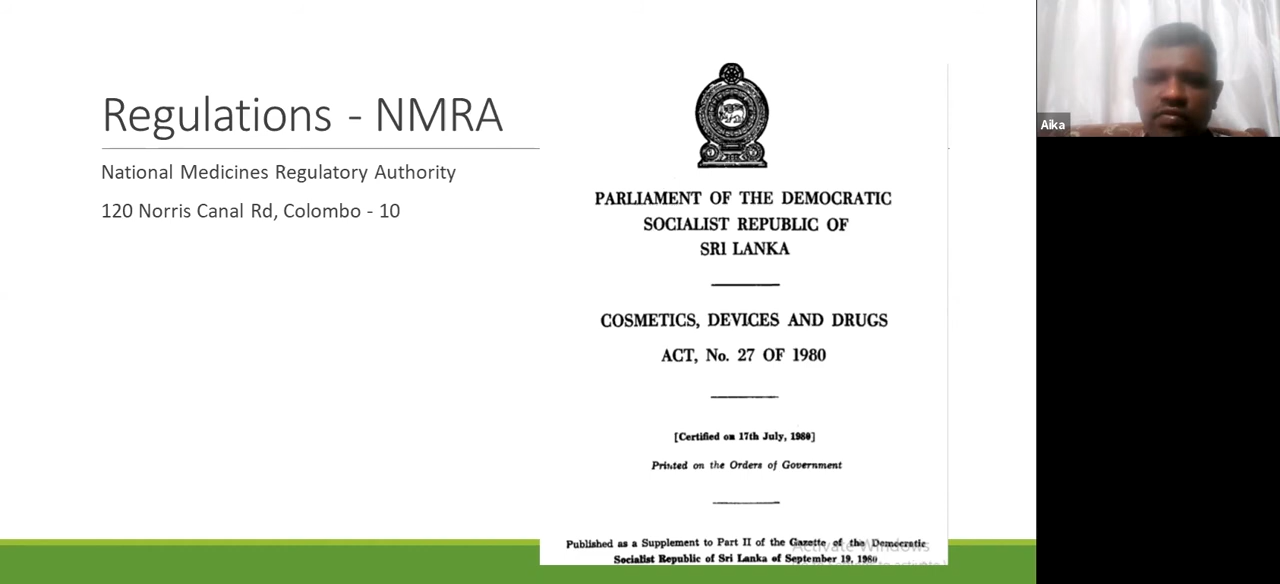 Regulations - NMRA
National Medicines Regulatory Authority
120 Norris Canal Rd, Colombo - 10
PARLIAMENT OF THE DEMOCRATIC
SOCIALIST REPUBLIC OF
SRI LANKA
COSMETICS, DEVICES AND DRUGS
ACT, No. 27 OF 1980
[Certified on 17th July, 1980]
Printed on the Orders of Government
Published as a Supplement to Part II of the Gazette of the Democratic
Socialist Republic of Sri Lanka of September 19, 1980
Activate Windows
Aika